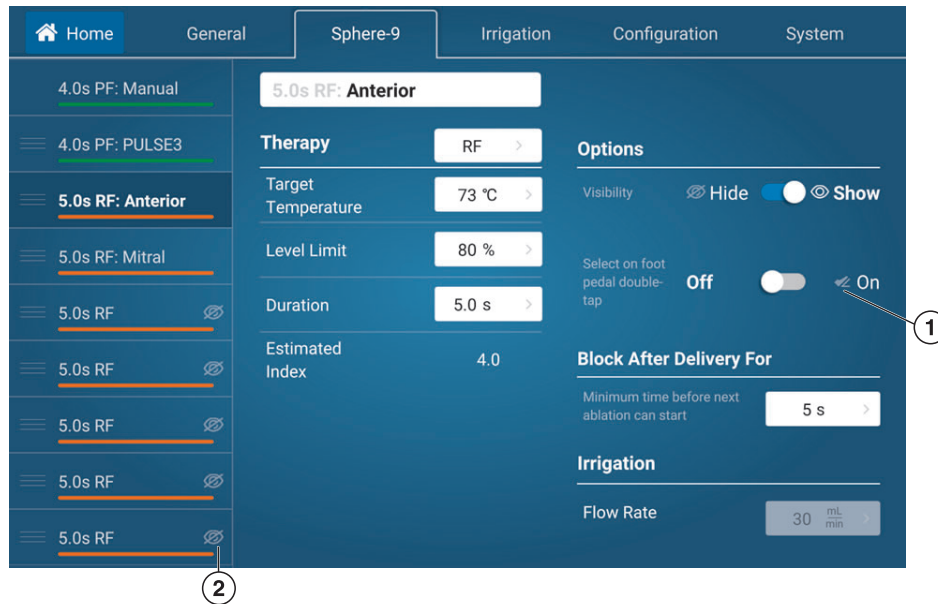 Home General Sphere-9 Irrigation Configuration System
4.0s PF: Manual
4.0s PF: PULSE3
5.0s RF: Anterior
5.0s RF: Mitral
5.0s RF
5.0s RF
5.0s RF
5.0s RF
5.0s RF
5.0s RF: Anterior
Therapy RF
Target
Temperature
73 °C
Level Limit 80 %
Duration 5.0 s
Estimated
Index
4.0
Options
Visibility Hide Show
Select on foot
pedal double-
tap
Off On
Block After Delivery For
Minimum time before next
ablation can start
5 s
Irrigation
Flow Rate 30 mL/min
1
2